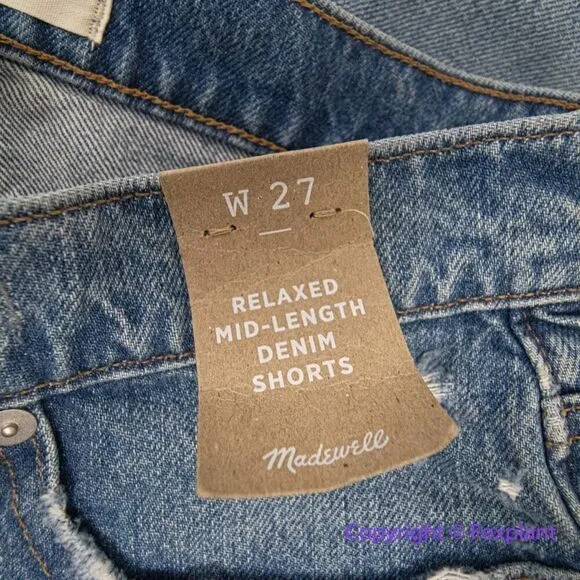 W 27
RELAXED
MID-LENGTH
DENIM
SHORTS
Madewell
Copyright © Foxplant